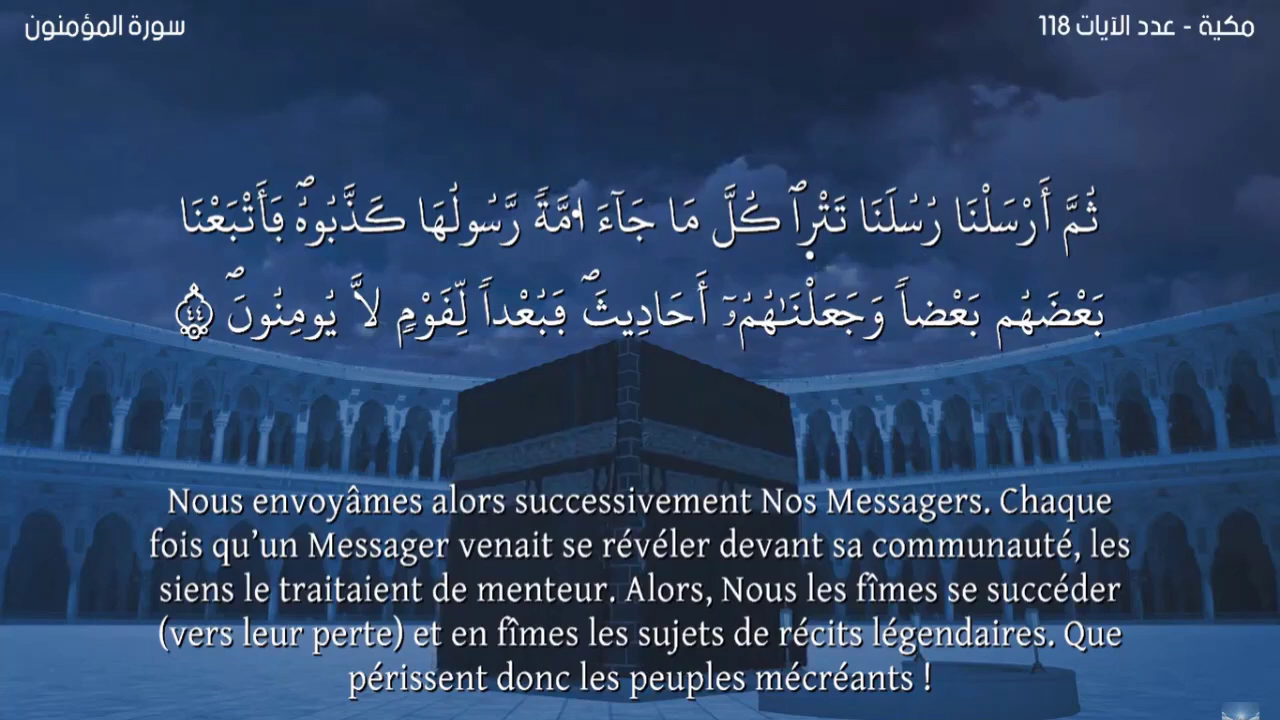 مكية - عدد الآيات 118
سورة المؤمنون
ثُمَّ أَرْسَلْنَا رُسُلَنَا تَتْرٜاۖ كُلَّ مَا جَآءَ ا۟مَّةً رَّسُولُهَا كَذَّبُوهُۖ فَأَتْبَعْنَا
بَعْضَهُم بَعْضاً وَجَعَلْنَٰهُمُۥٓ أَحَادِيثَۖ فَبُعْداً لِّقَوْمٍ لَّا يُومِنُونَۖ ٤٤
Nous envoyâmes alors successivement Nos Messagers. Chaque
fois qu’un Messager venait se révéler devant sa communauté, les
siens le traitaient de menteur. Alors, Nous les fîmes se succéder
(vers leur perte) et en fîmes les sujets de récits légendaires. Que
périssent donc les peuples mécréants !